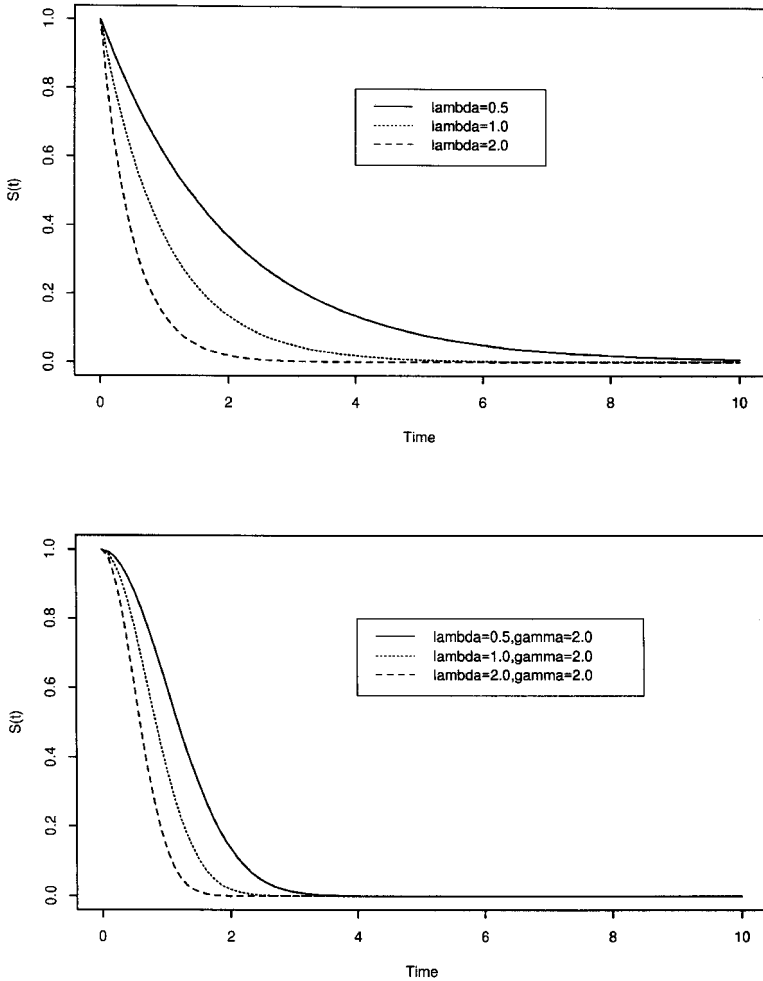 1.0
0.8
0.6
0.4
0.2
0.0
S(t)
lambda=0.5
lambda=1.0
lambda=2.0
0 2 4 6 8 10
Time
1.0
0.8
0.6
0.4
0.2
0.0
S(t)
lambda=0.5,gamma=2.0
lambda=1.0,gamma=2.0
lambda=2.0,gamma=2.0
0 2 4 6 8 10
Time